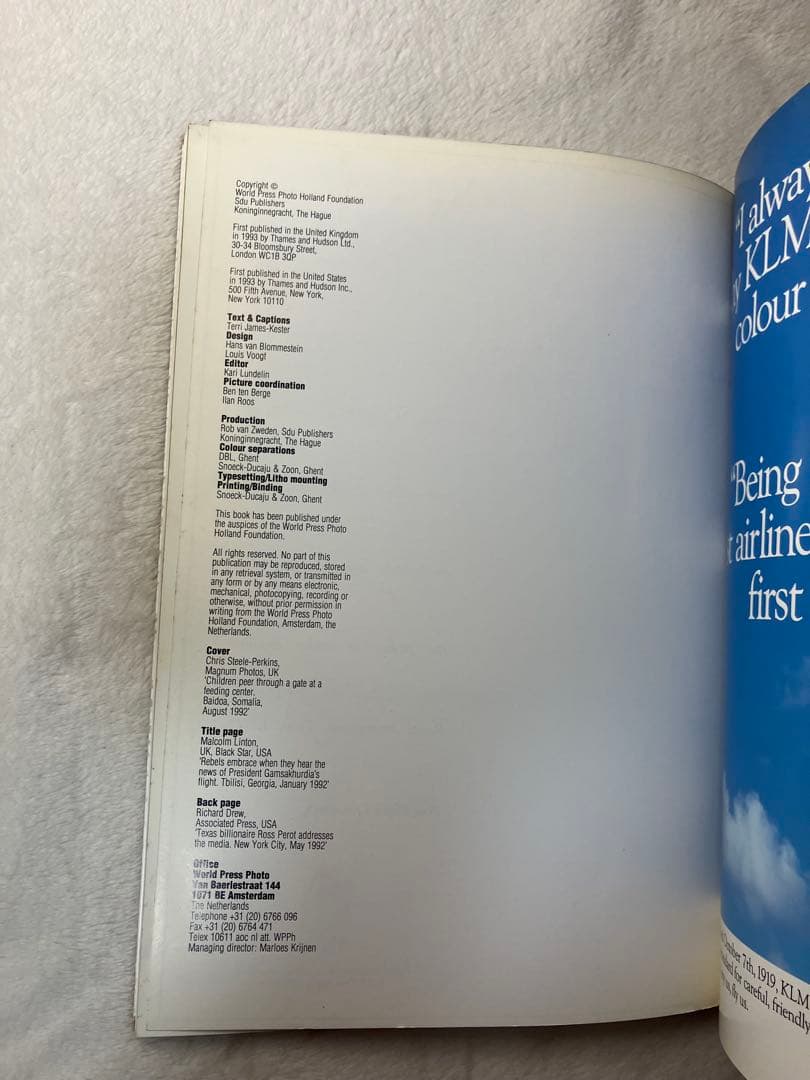 Copyright ©
World Press Photo Holland Foundation
Sdu Publishers
Koninginnegracht, The Hague
First published in the United Kingdom
in 1993 by Thames and Hudson Ltd.,
30-34 Bloomsbury Street,
London WC1B 3QP
First published in the United States
in 1993 by Thames and Hudson Inc.,
500 Fifth Avenue, New York,
New York 10110
Text & Captions
Terri James-Kester
Design
Hans van Blommestein
Louis Voogt
Editor
Kari Lundelin
Picture coordination
Ben ten Berge
Ilan Roos
Production
Rob van Zweden, Sdu Publishers
Koninginnegracht, The Hague
Colour separations
DBL, Ghent
Snoeck-Ducaju & Zoon, Ghent
Typesetting/Litho mounting
Printing/Binding
Snoeck-Ducaju & Zoon, Ghent
This book has been published under
the auspices of the World Press Photo
Holland Foundation.
All rights reserved. No part of this
publication may be reproduced, stored
in any retrieval system, or transmitted in
any form or by any means electronic,
mechanical, photocopying, recording or
otherwise, without prior permission in
writing from the World Press Photo
Holland Foundation, Amsterdam, the
Netherlands.
Cover
Chris Steele-Perkins,
Magnum Photos, UK
'Children peer through a gate at a
feeding center.
Baidoa, Somalia,
August 1992'
Title page
Malcolm Linton,
UK, Black Star, USA
'Rebels embrace when they hear the
news of President Gamsakhurdia's
flight. Tbilisi, Georgia, January 1992'
Back page
Richard Drew,
Associated Press, USA
'Texas billionaire Ross Perot addresses
the media. New York City, May 1992'
Office
World Press Photo
Van Baerlestraat 144
1071 BE Amsterdam
The Netherlands
Telephone +31 (20) 6766 096
Fax +31 (20) 6764 471
Telex 10611 aoc nl att. WPPh
Managing director: Marloes Krijnen
"I alway
KLM
colour
"Being
airline
first
7th, 1919, KLM
for careful, friendly
us, fly us.